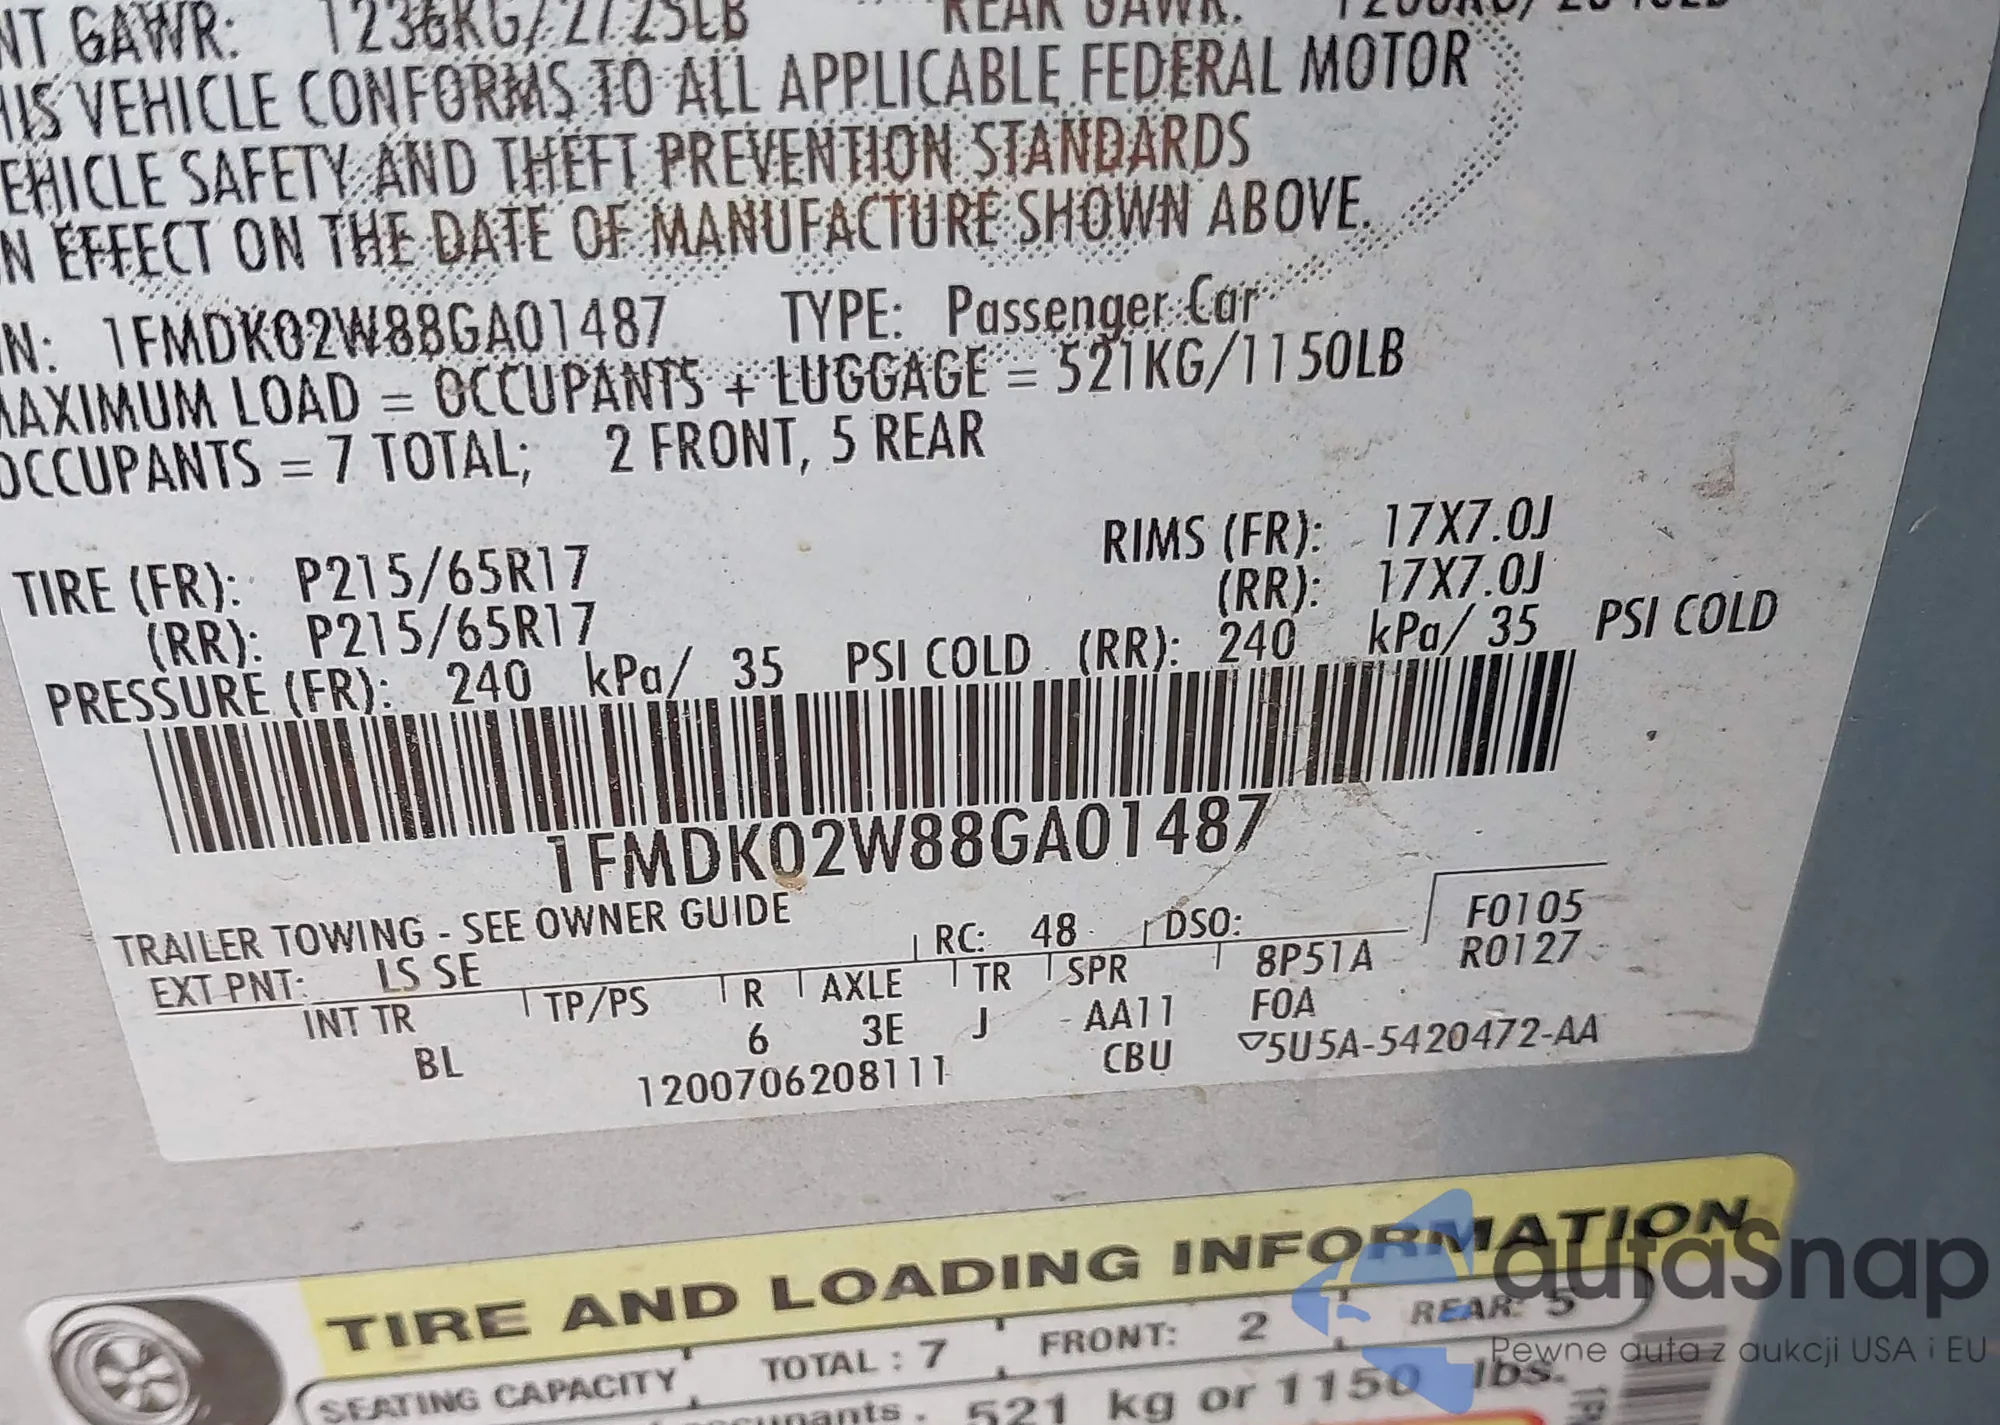 NT GAWR: 1236KG/2725LB REAR GAWR:
HIS VEHICLE CONFORMS TO ALL APPLICABLE FEDERAL MOTOR
EHICLE SAFETY AND THEFT PREVENTION STANDARDS
N EFFECT ON THE DATE OF MANUFACTURE SHOWN ABOVE.
IN: 1FMDK02W88GA01487 TYPE: Passenger Car
MAXIMUM LOAD = OCCUPANTS + LUGGAGE = 521KG/1150LB
OCCUPANTS = 7 TOTAL; 2 FRONT, 5 REAR
TIRE (FR): P215/65R17 RIMS (FR): 17X7.0J
(RR): P215/65R17 (RR): 17X7.0J
PRESSURE (FR): 240 kPa/ 35 PSI COLD (RR): 240 kPa/ 35 PSI COLD
1FMDK02W88GA01487
TRAILER TOWING - SEE OWNER GUIDE
EXT PNT: LS SE RC: 48 DSO: F0105
INT TR TP/PS R AXLE TR SPR 8P51A R0127
BL 6 3E J AA11 F0A
1200706208111 CBU ▽5U5A-5420472-AA
TIRE AND LOADING INFORMATION
SEATING CAPACITY TOTAL : 7 FRONT: 2 REAR: 5
521 kg or 1150 lbs.
autaSnap
Pewne auta z aukcji USA i EU